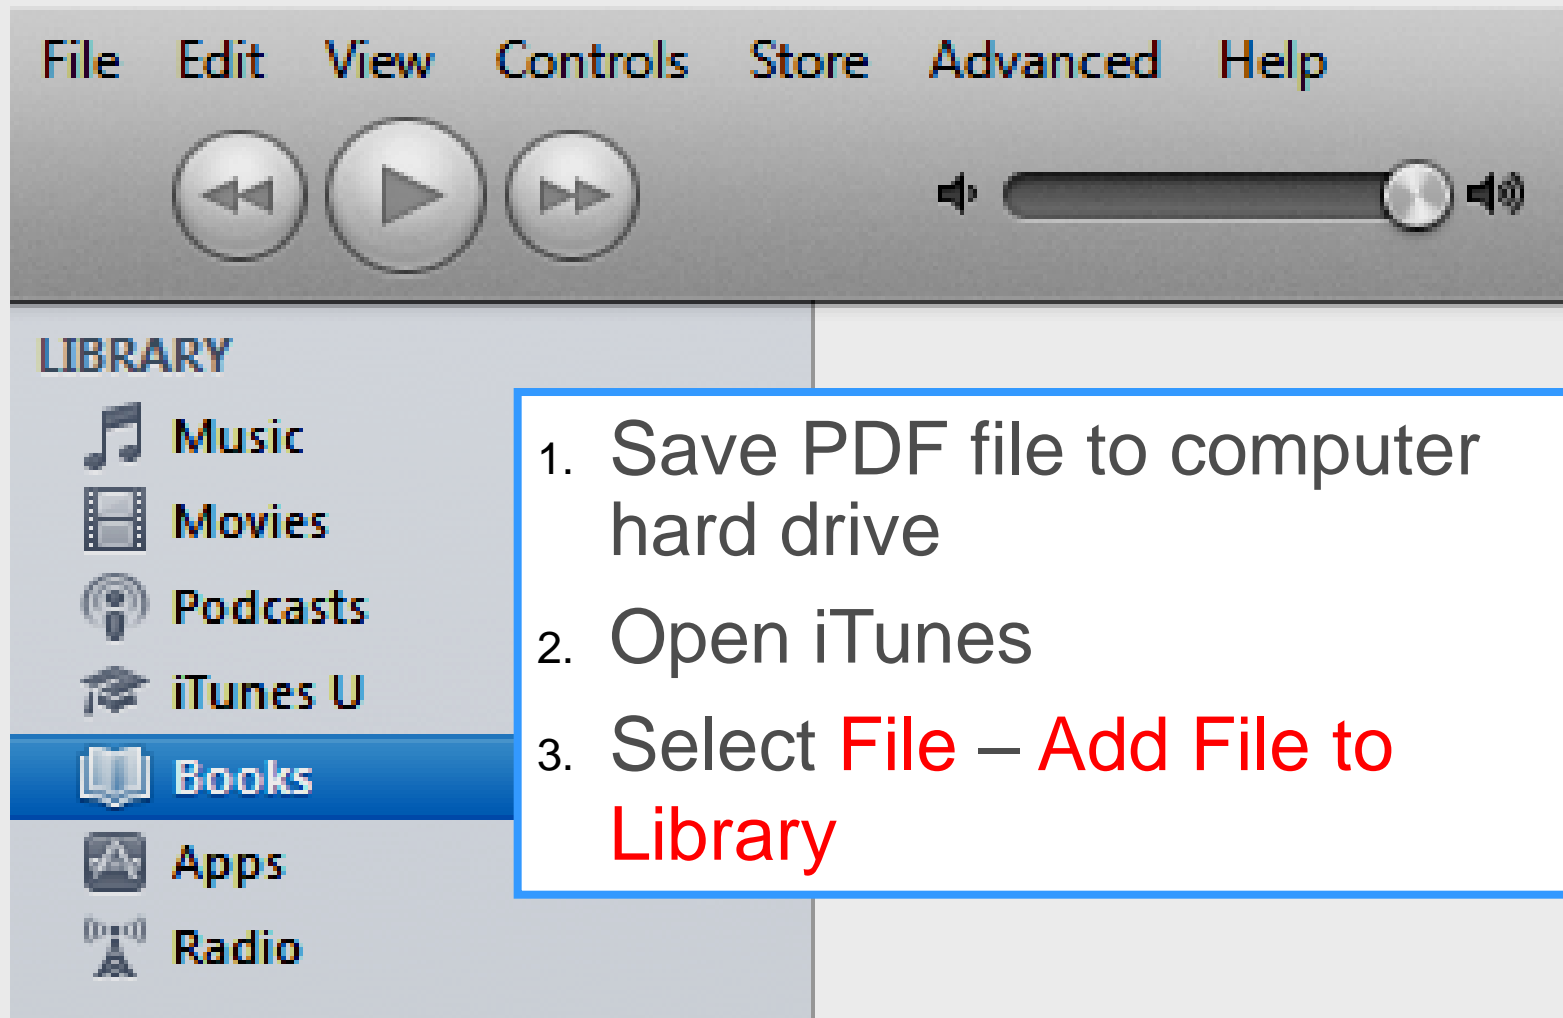 File Edit View Controls Store Advanced Help
LIBRARY
Music
Movies
Podcasts
iTunes U
Books
Apps
Radio
1. Save PDF file to computer
hard drive
2. Open iTunes
3. Select File – Add File to
Library